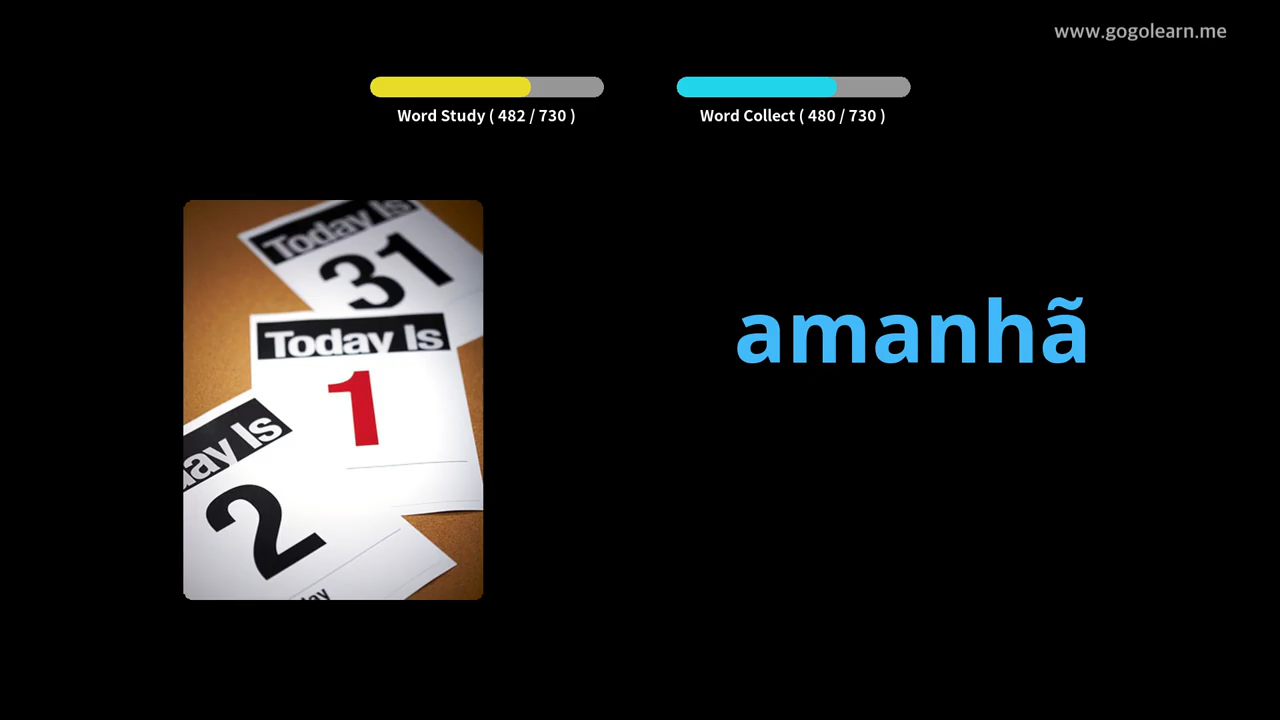 www.gogolearn.me
Word Study ( 482 / 730 )
Word Collect ( 480 / 730 )
Today Is
31
Today Is
1
ay Is
2
amanhã